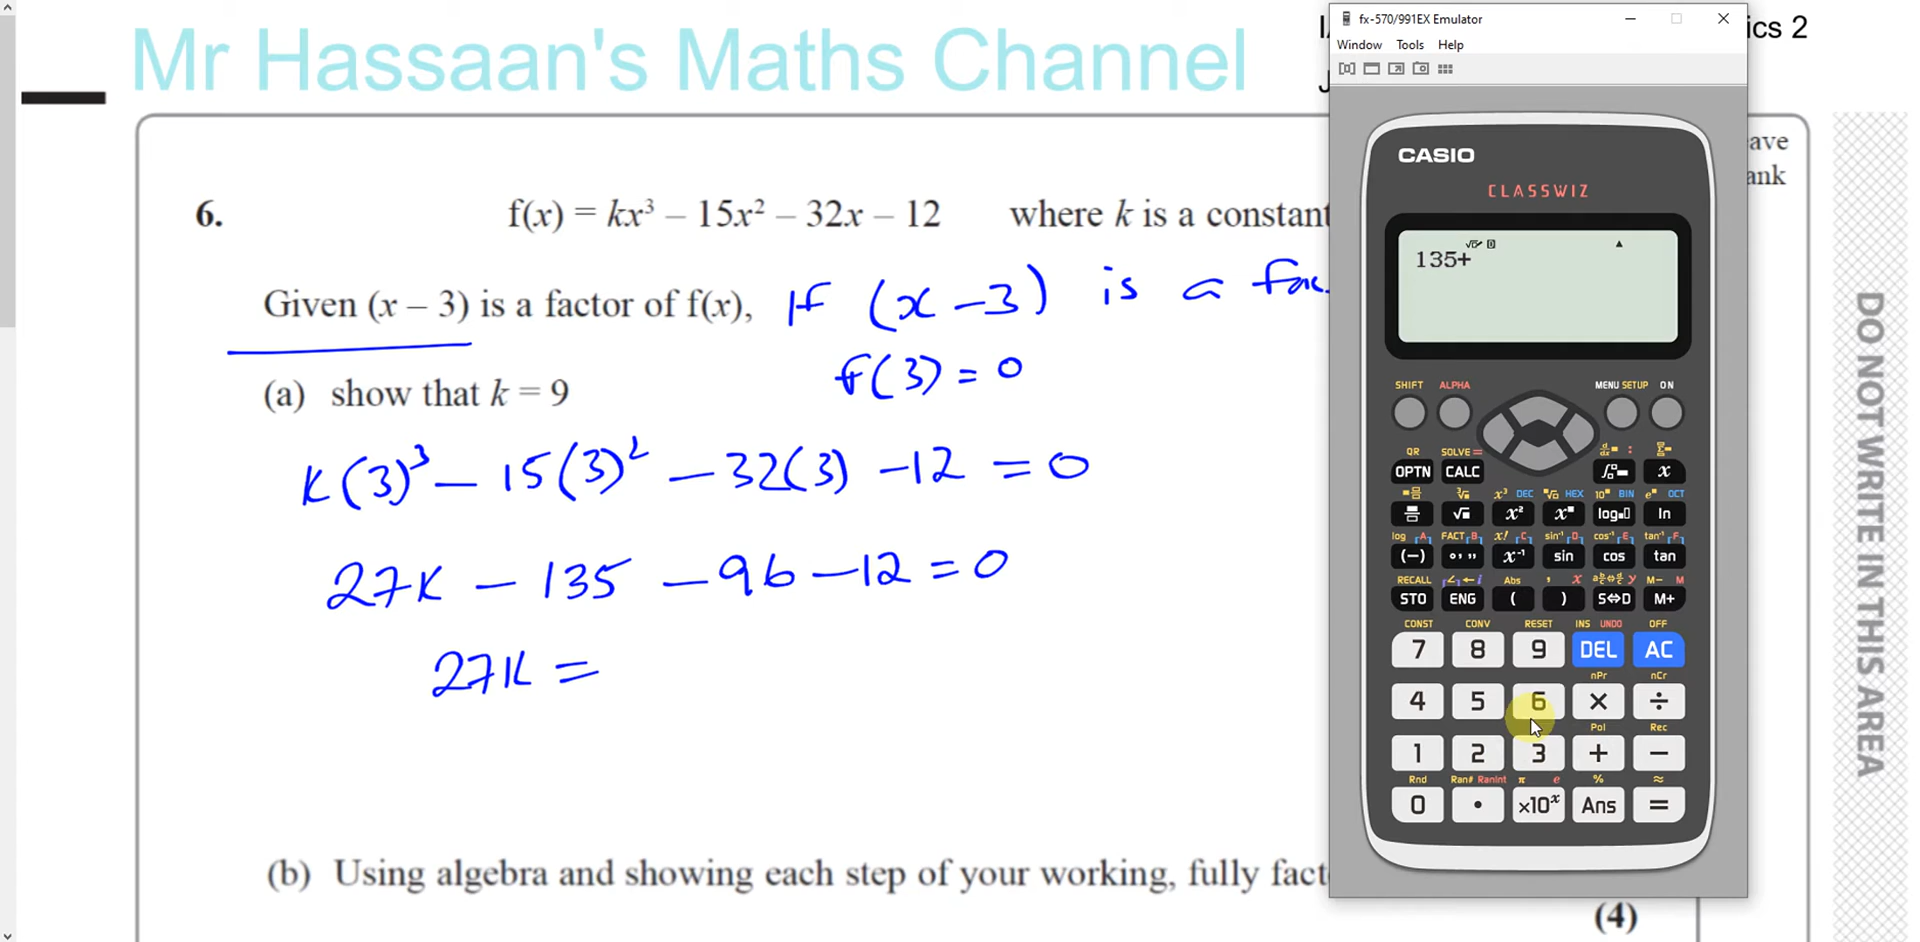 Mr Hassaan's Maths Channel
ics 2
ave
ank
6.
f(x) = kx³ – 15x² – 32x – 12 where k is a constant
Given (x – 3) is a factor of f(x),
If (x – 3) is a fac
f(3) = 0
(a) show that k = 9
K(3)³ – 15(3)² – 32(3) – 12 = 0
27K – 135 – 96 – 12 = 0
27K =
(b) Using algebra and showing each step of your working, fully fact
(4)
DO NOT WRITE IN THIS AREA
fx-570/991EX Emulator
Window Tools Help
CASIO
CLASSWIZ
135+
SHIFT ALPHA MENU SETUP ON
QR SOLVE =
OPTN CALC x
x³ DEC HEX 10■ BIN e■ OCT
√■ x² x■ log■□ ln
log A FACT B x! C sin⁻¹ D cos⁻¹ E tan⁻¹ F
(−) °’” x⁻¹ sin cos tan
RECALL ∠ ← i Abs , x y M− M
STO ENG ( ) S⇔D M+
CONST CONV RESET INS UNDO OFF
7 8 9 DEL AC
nPr nCr
4 5 6 × ÷
Pol Rec
1 2 3 + −
Rnd Ran# RanInt π e % ≈
0 • ×10ˣ Ans =